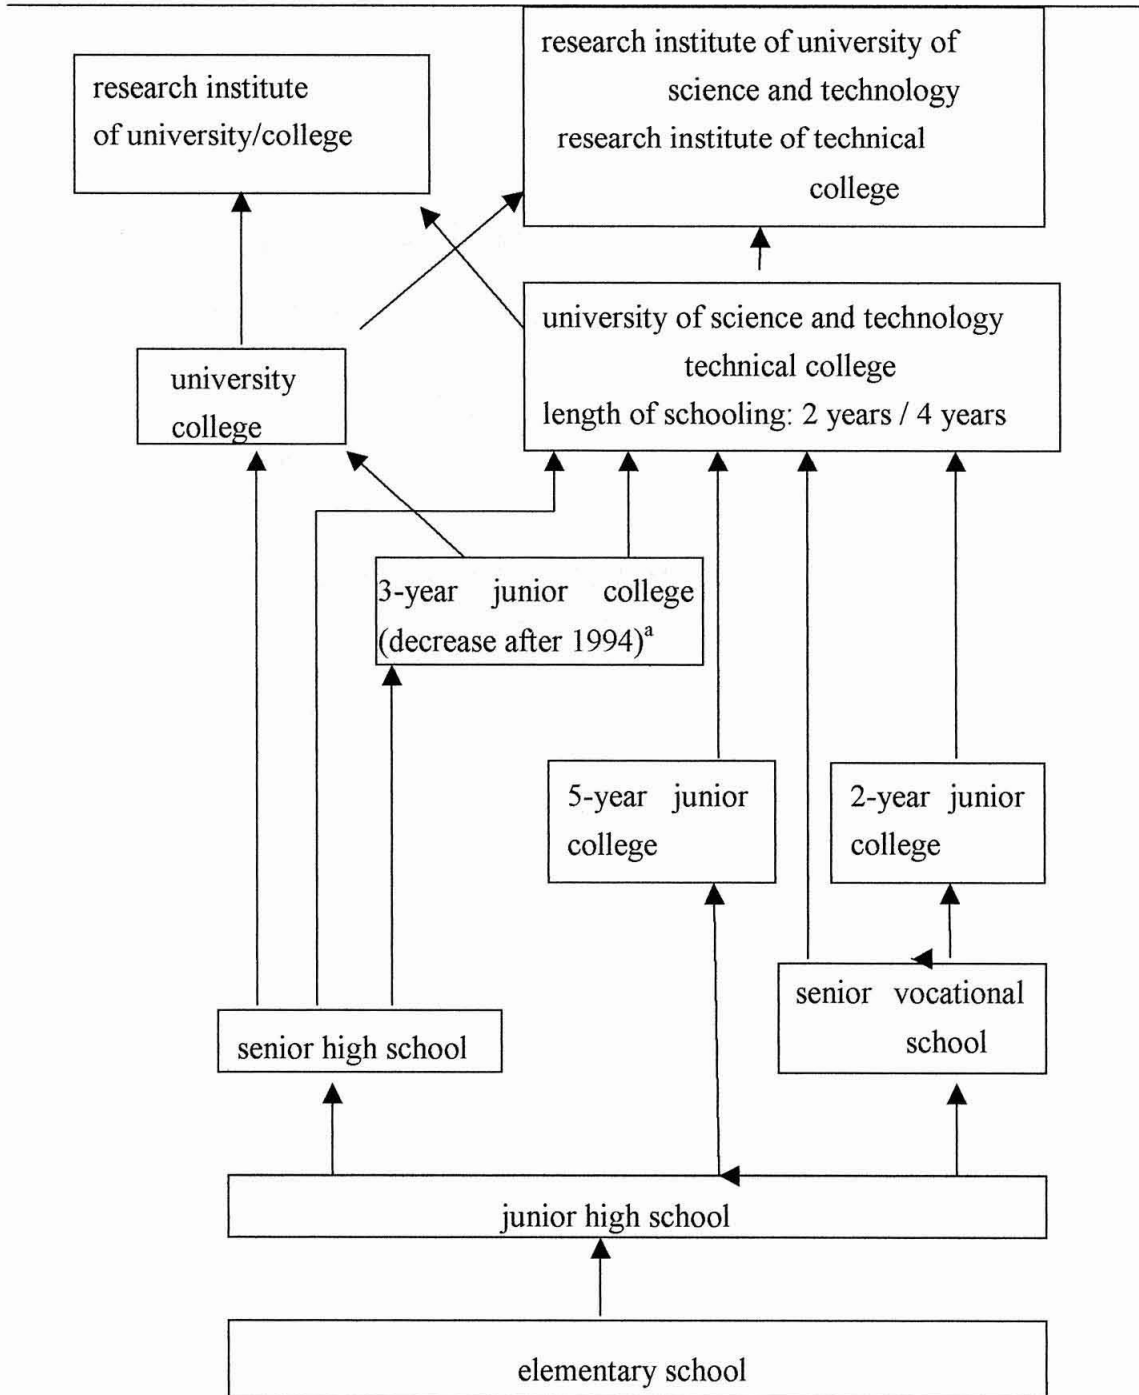 research institute
of university/college
research institute of university of
science and technology
research institute of technical
college
university
college
university of science and technology
technical college
length of schooling: 2 years / 4 years
3-year junior college
(decrease after 1994)a
5-year junior
college
2-year junior
college
senior high school
senior vocational
school
junior high school
elementary school